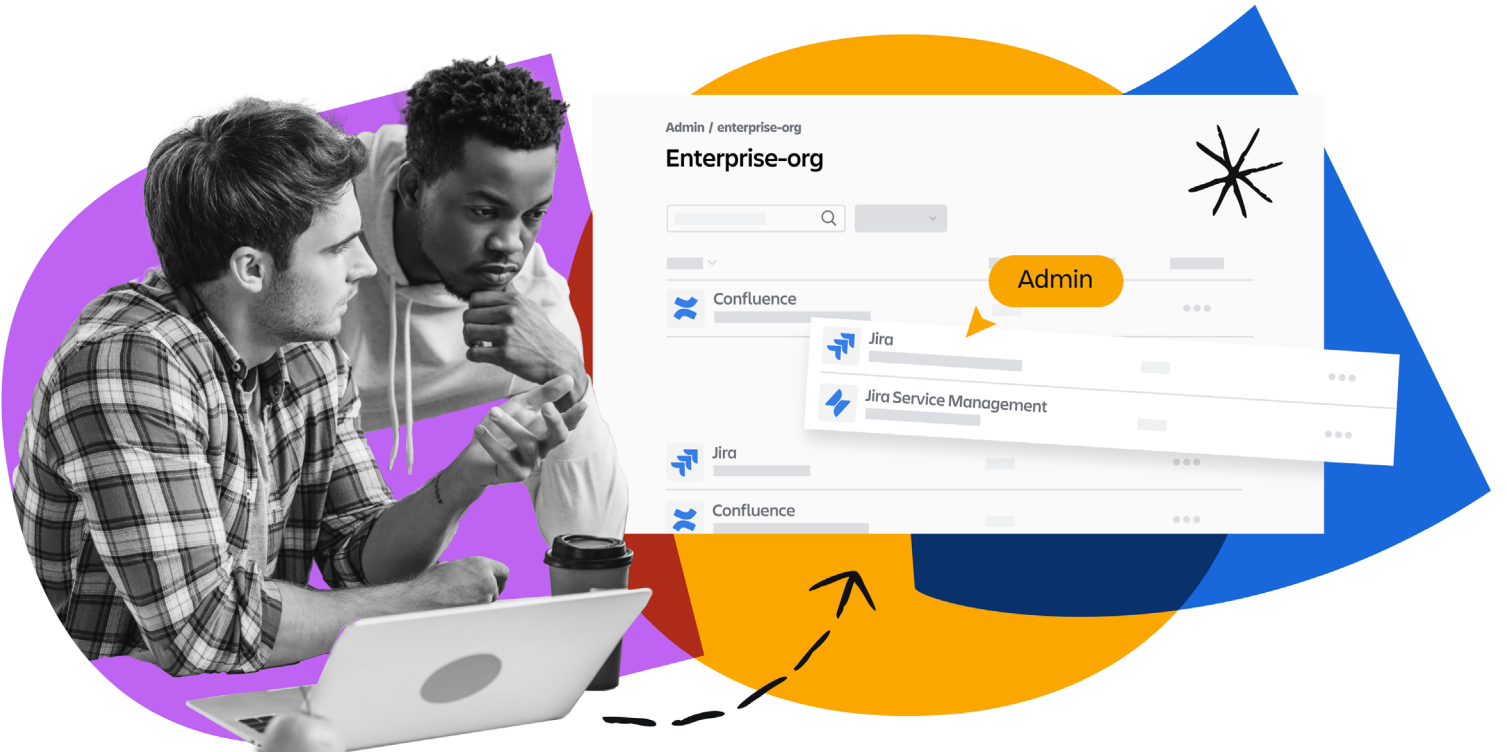 Admin / enterprise-org
Enterprise-org
Admin
Confluence
Jira
Jira Service Management
Jira
Confluence